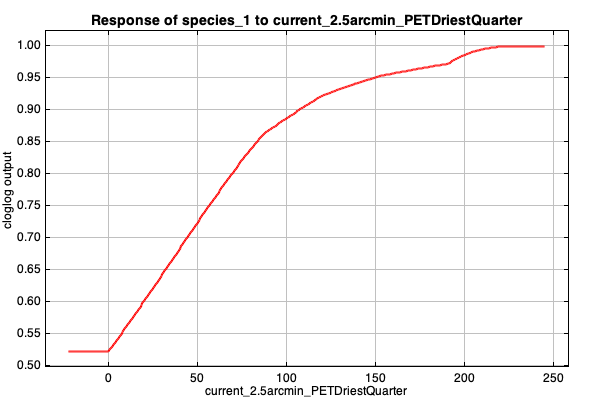 Response of species_1 to current_2.5arcmin_PETDriestQuarter
1.00
0.95
0.90
0.85
0.80
0.75
0.70
0.65
0.60
0.55
0.50
cloglog output
0 50 100 150 200 250
current_2.5arcmin_PETDriestQuarter